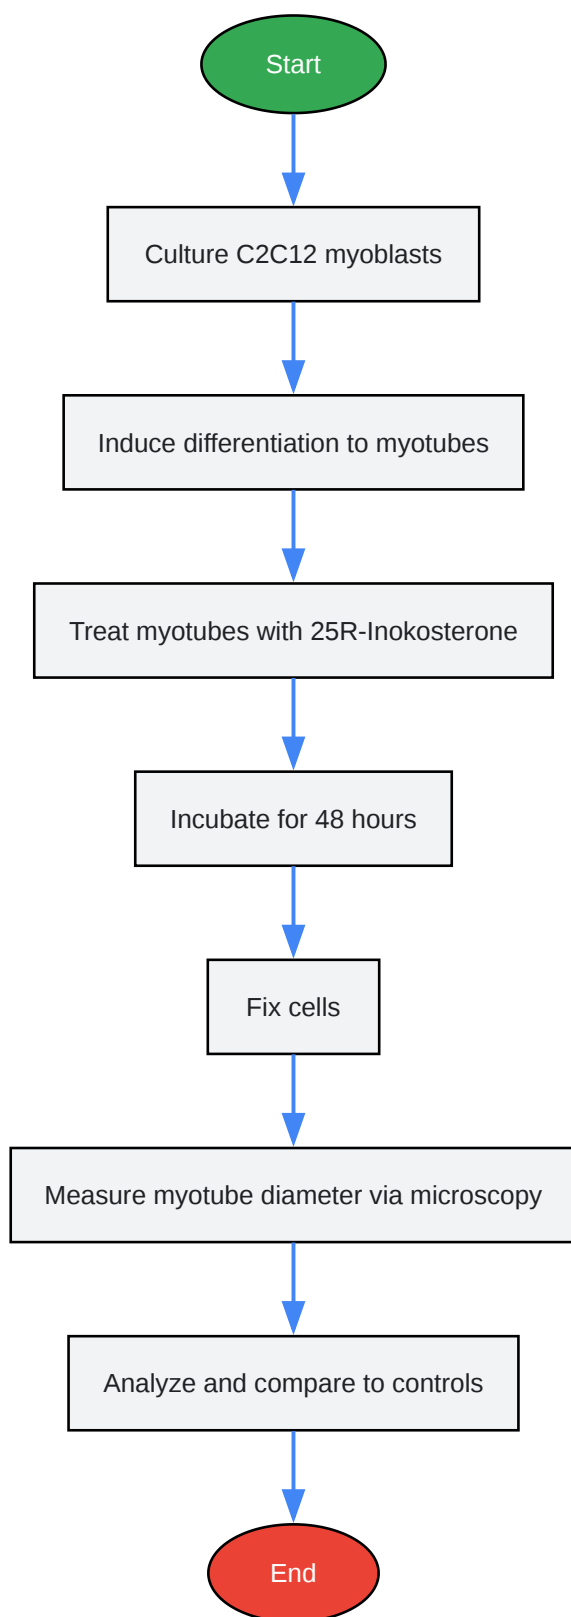 Start
Culture C2C12 myoblasts
Induce differentiation to myotubes
Treat myotubes with 25R-Inokosterone
Incubate for 48 hours
Fix cells
Measure myotube diameter via microscopy
Analyze and compare to controls
End